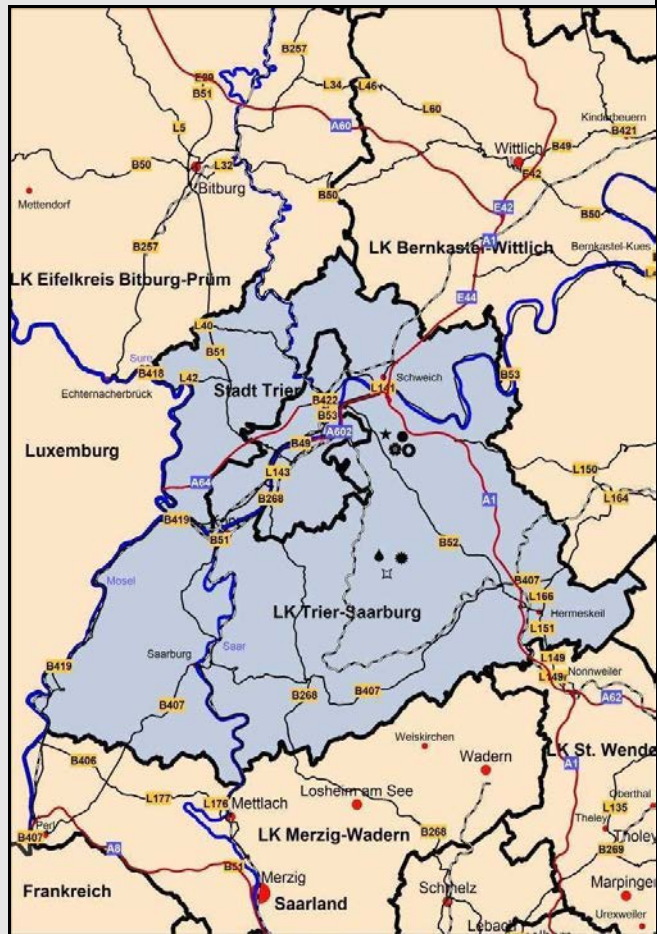 B257
E29
B51
L34
L46
L60
L5
A60
Kinderbeuern
B421
B49
Wittlich
E42
B50
L32
Bitburg
B50
Mettendorf
E42
B50
A1
B257
LK Bernkastel-Wittlich
Bernkastel-Kues
LK Eifelkreis Bitburg-Prüm
E44
L40
B51
Sure
B418
L42
Echternacherbrück
Stadt Trier
Schweich
L141
B53
B422
B53
A602
B49
Luxemburg
L143
L150
A64
B268
A1
L164
B419
B51
B52
Mosel
B407
L166
Hermeskeil
LK Trier-Saarburg
L151
Saarburg
Saar
L149
Nonnweiler
L149
B419
B268
B407
A62
B407
Weiskirchen
LK St. Wende
B406
Wadern
A1
L177
L176
Mettlach
Losheim am See
Oberthal
L135
Perl
B407
LK Merzig-Wadern
B268
Theley
Tholey
A8
B269
B51
Merzig
Frankreich
Saarland
Schmelz
Marpingen
Lebach
Urexweiler